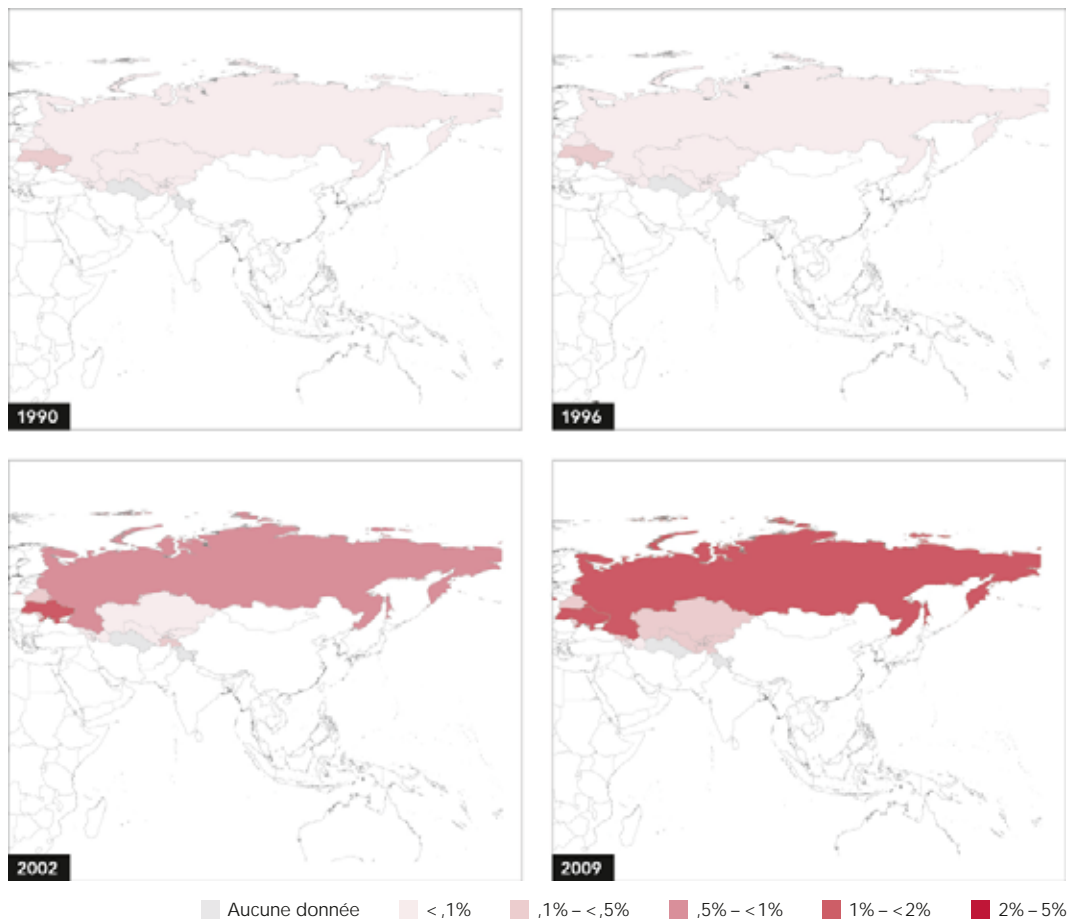 1990
1996
2002
2009
Aucune donnée <,1% ,1% – <,5% ,5% – <1% 1% – <2% 2% – 5%